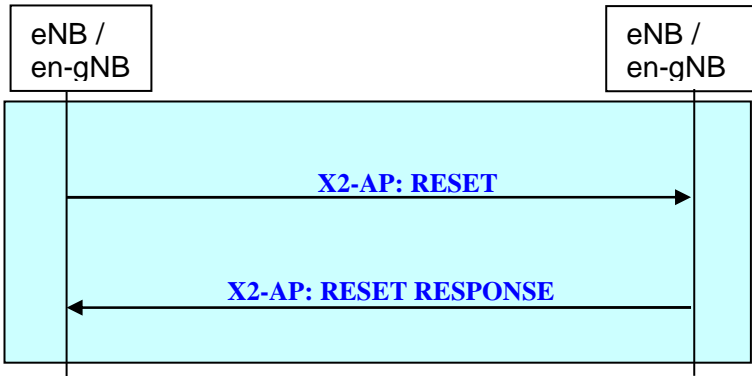 eNB /
en-gNB
eNB /
en-gNB
X2-AP: RESET
X2-AP: RESET RESPONSE